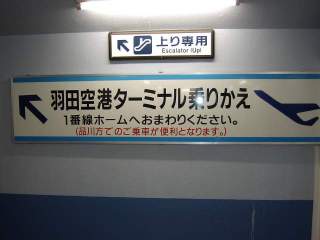 上り専用
Escalator (Up)
羽田空港ターミナル乗りかえ
1番線ホームへおまわりください。
(品川方でのご乗車が便利となります。)